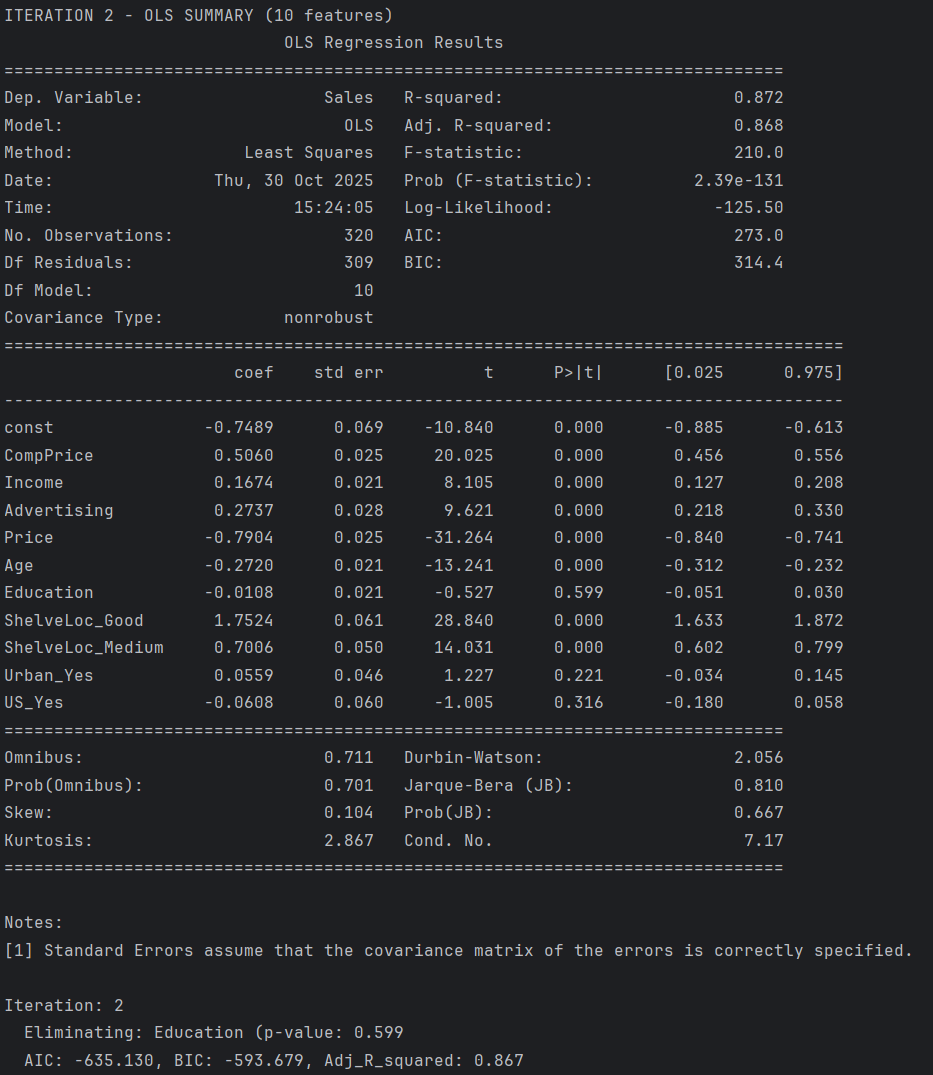 ITERATION 2 - OLS SUMMARY (10 features)
                            OLS Regression Results
==============================================================================
Dep. Variable:                  Sales   R-squared:                       0.872
Model:                            OLS   Adj. R-squared:                  0.868
Method:                 Least Squares   F-statistic:                     210.0
Date:                Thu, 30 Oct 2025   Prob (F-statistic):          2.39e-131
Time:                        15:24:05   Log-Likelihood:                -125.50
No. Observations:                 320   AIC:                             273.0
Df Residuals:                     309   BIC:                             314.4
Df Model:                          10
Covariance Type:            nonrobust
====================================================================================
                       coef    std err          t      P>|t|      [0.025      0.975]
------------------------------------------------------------------------------------
const               -0.7489      0.069    -10.840      0.000      -0.885      -0.613
CompPrice            0.5060      0.025     20.025      0.000       0.456       0.556
Income               0.1674      0.021      8.105      0.000       0.127       0.208
Advertising          0.2737      0.028      9.621      0.000       0.218       0.330
Price               -0.7904      0.025    -31.264      0.000      -0.840      -0.741
Age                 -0.2720      0.021    -13.241      0.000      -0.312      -0.232
Education           -0.0108      0.021     -0.527      0.599      -0.051       0.030
ShelveLoc_Good       1.7524      0.061     28.840      0.000       1.633       1.872
ShelveLoc_Medium     0.7006      0.050     14.031      0.000       0.602       0.799
Urban_Yes            0.0559      0.046      1.227      0.221      -0.034       0.145
US_Yes              -0.0608      0.060     -1.005      0.316      -0.180       0.058
==============================================================================
Omnibus:                        0.711   Durbin-Watson:                   2.056
Prob(Omnibus):                  0.701   Jarque-Bera (JB):                0.810
Skew:                           0.104   Prob(JB):                        0.667
Kurtosis:                       2.867   Cond. No.                         7.17
==============================================================================

Notes:
[1] Standard Errors assume that the covariance matrix of the errors is correctly specified.

Iteration: 2
  Eliminating: Education (p-value: 0.599
  AIC: -635.130, BIC: -593.679, Adj_R_squared: 0.867